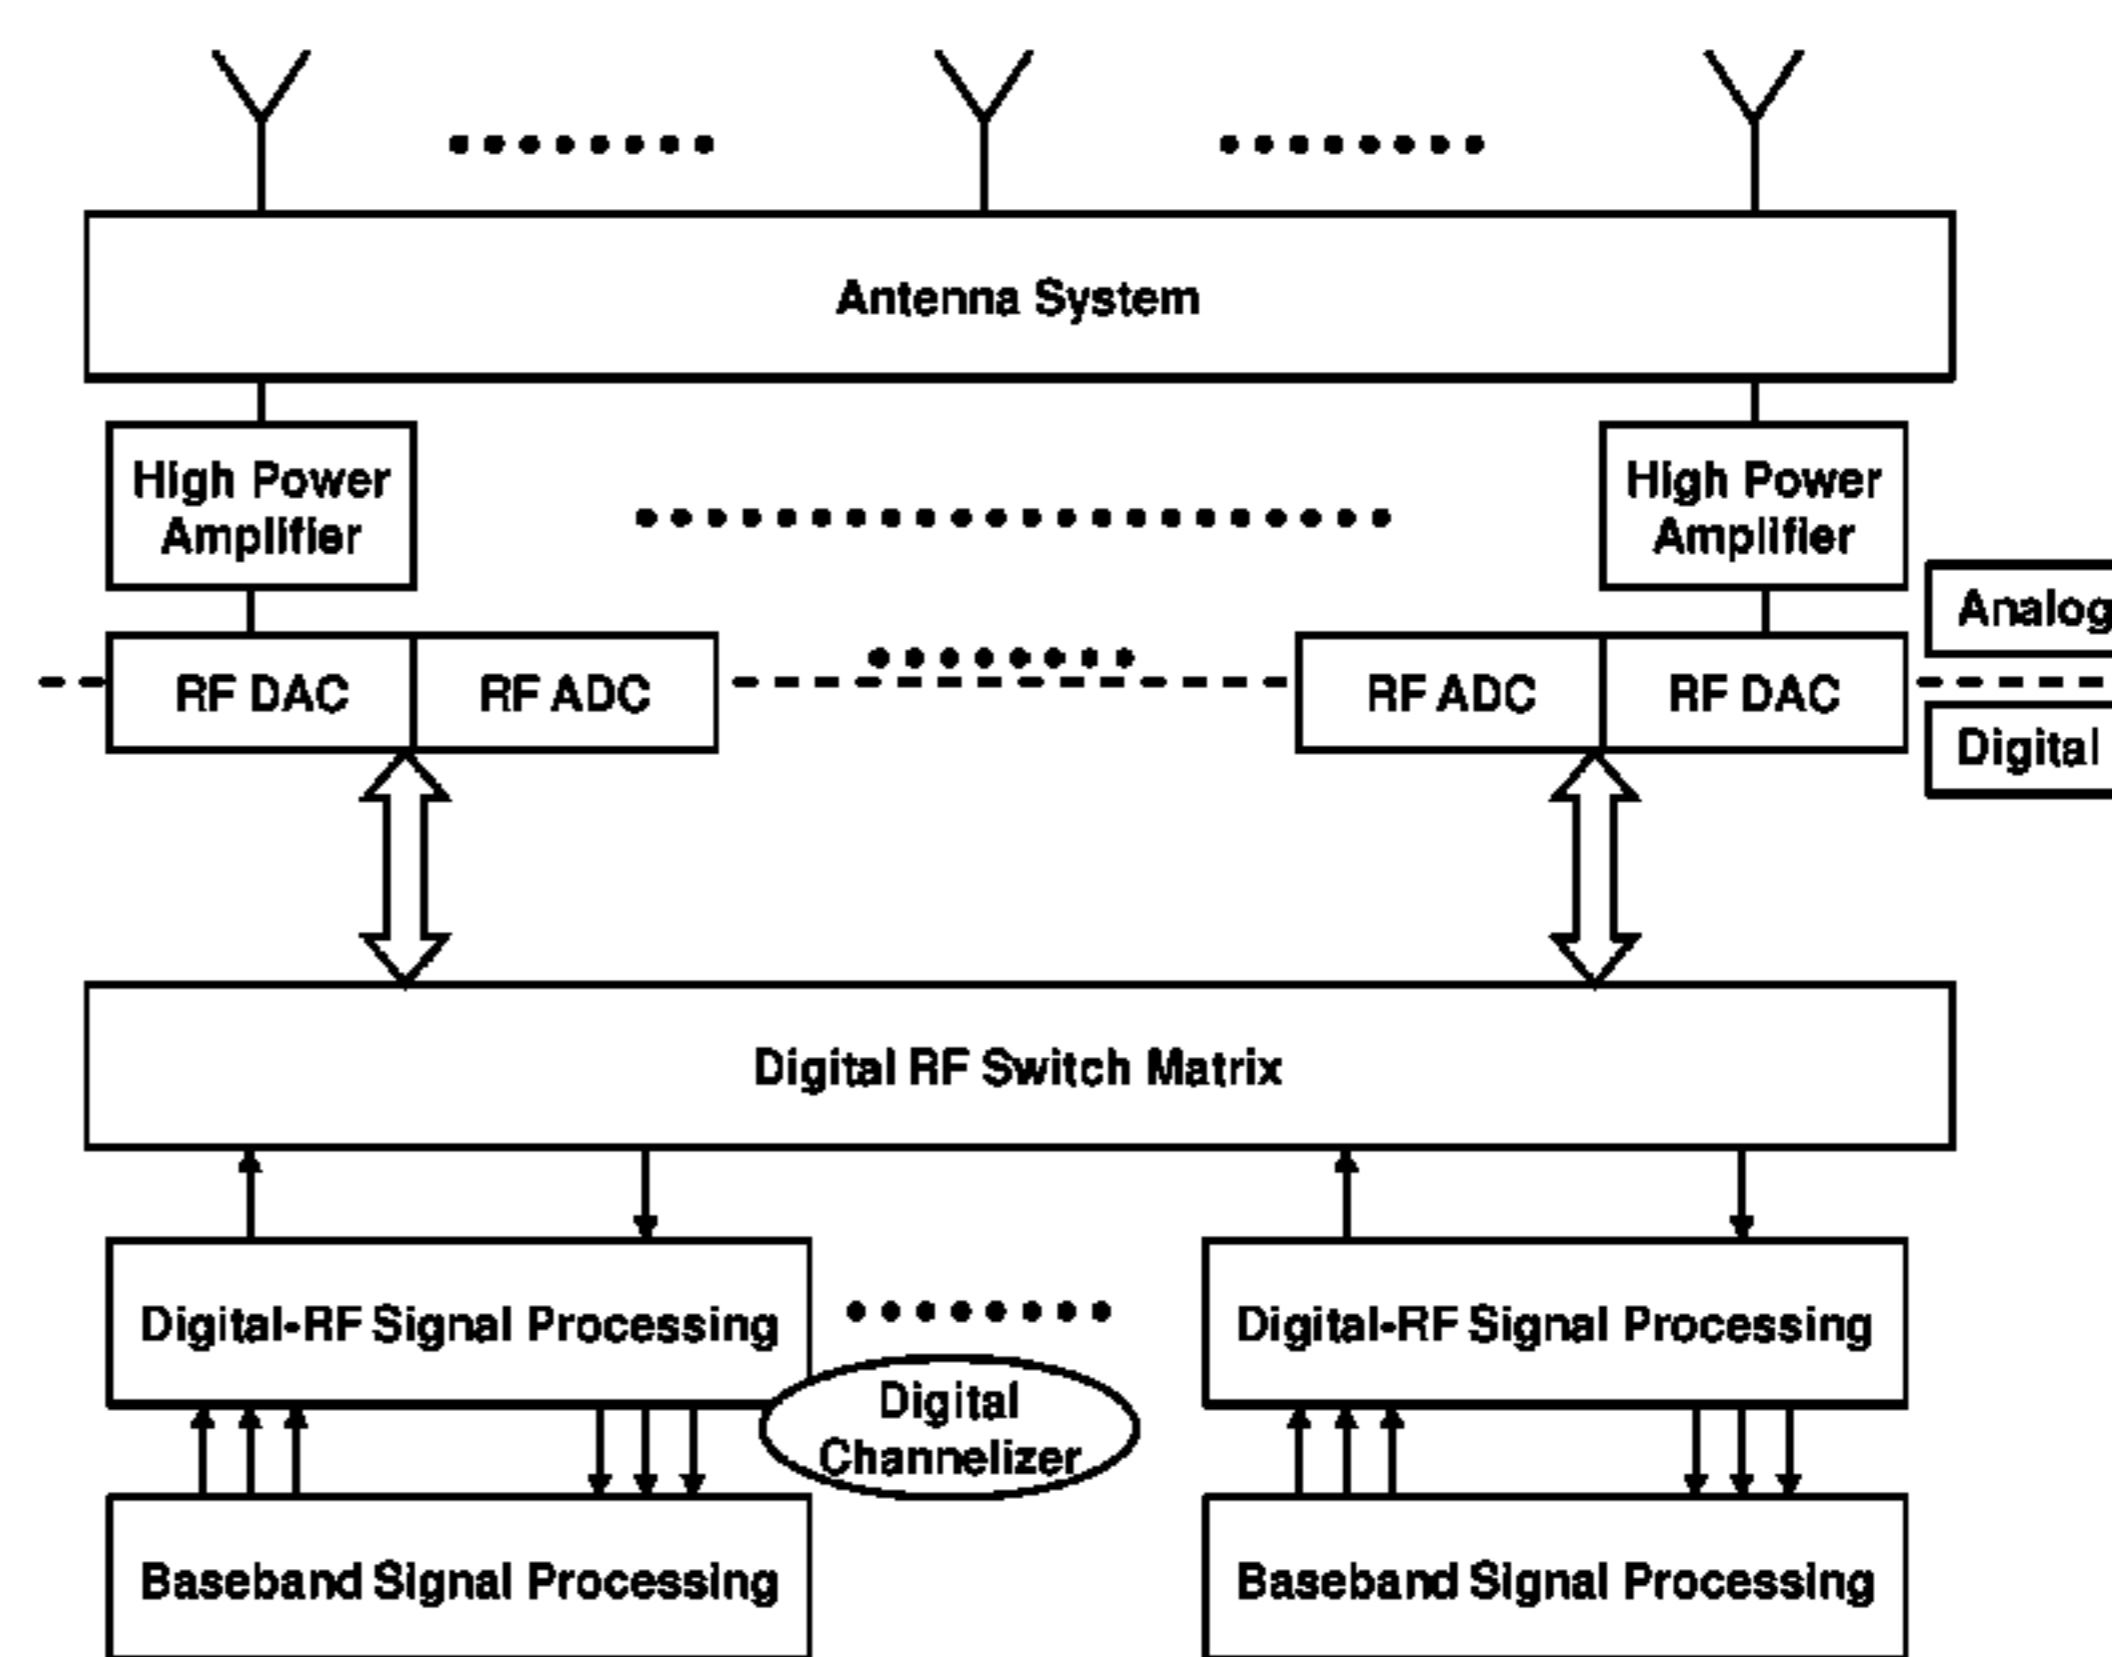 Antenna System
High Power
Amplifier
High Power
Amplifier
Analog
RF DAC
RF ADC
RF ADC
RF DAC
Digital
Digital RF Switch Matrix
Digital-RF Signal Processing
Digital-RF Signal Processing
Digital
Channelizer
Baseband Signal Processing
Baseband Signal Processing